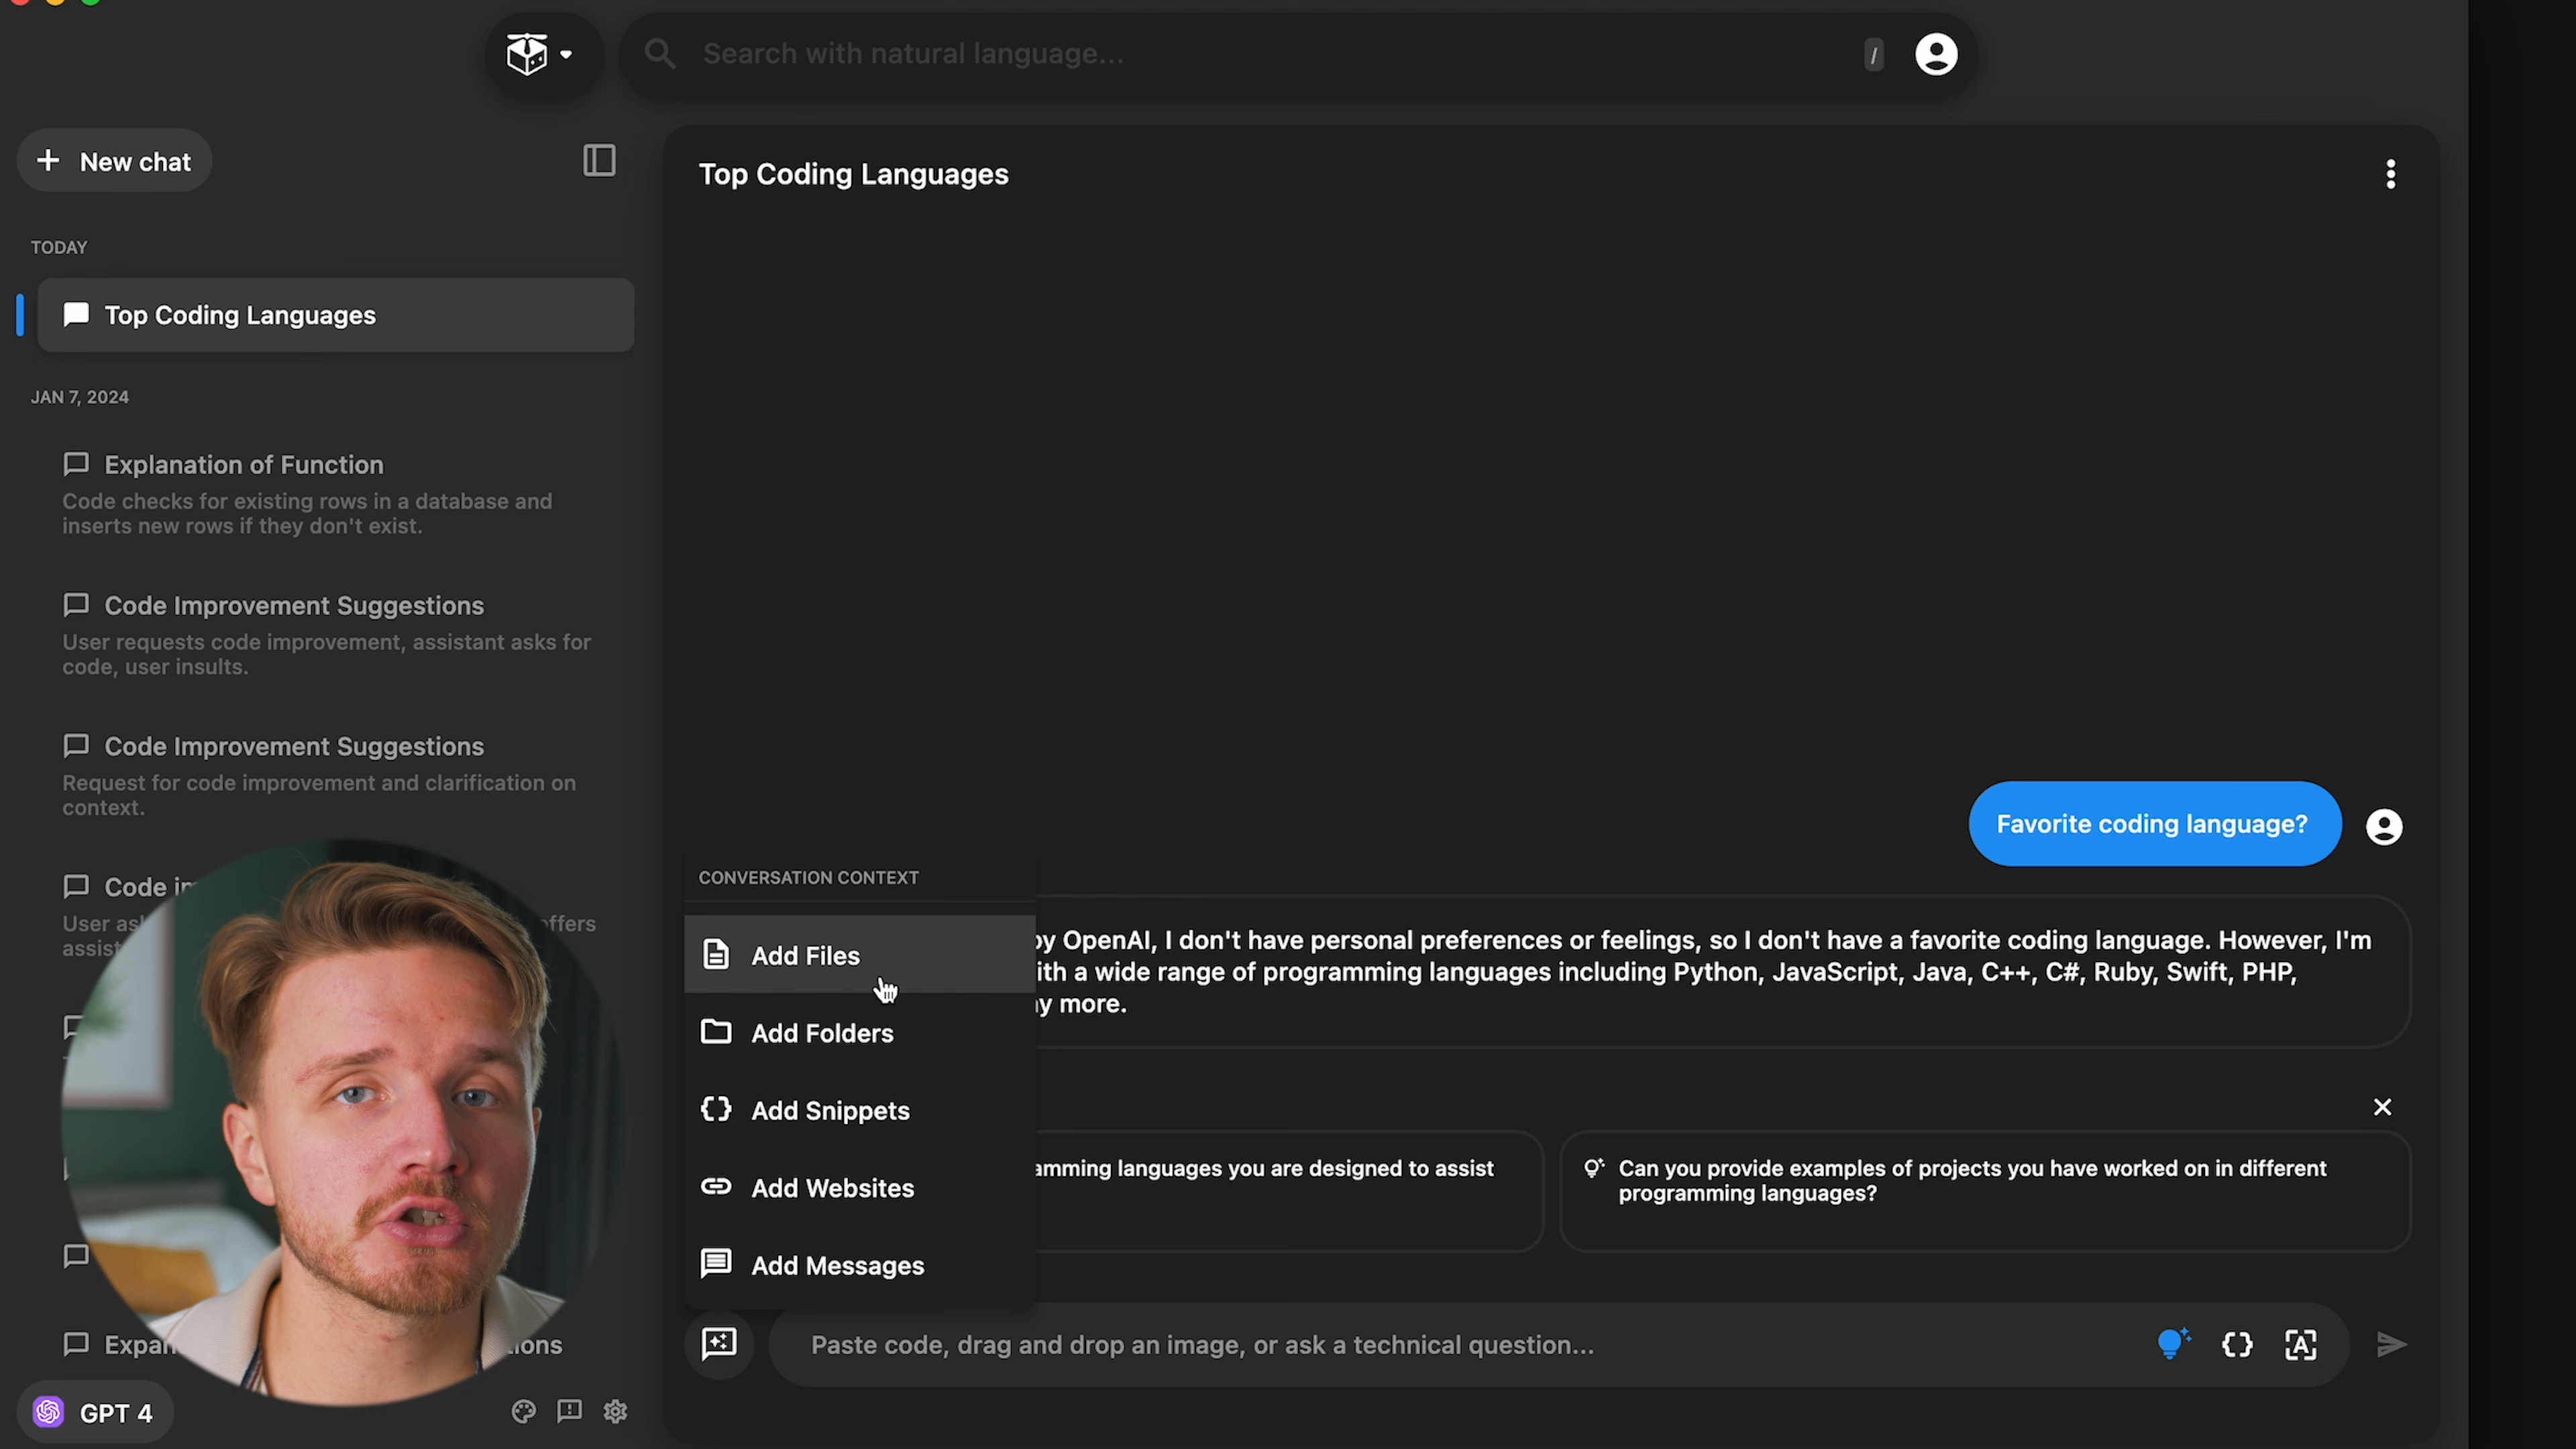 Search with natural language...
/
New chat
TODAY
Top Coding Languages
JAN 7, 2024
Explanation of Function
Code checks for existing rows in a database and
inserts new rows if they don't exist.
Code Improvement Suggestions
User requests code improvement, assistant asks for
code, user insults.
Code Improvement Suggestions
Request for code improvement and clarification on
context.
Code
User
GPT 4
Top Coding Languages
Favorite coding language?
CONVERSATION CONTEXT
Add Files
Add Folders
Add Snippets
Add Websites
Add Messages
by OpenAI, I don't have personal preferences or feelings, so I don't have a favorite coding language. However, I'm
with a wide range of programming languages including Python, JavaScript, Java, C++, C#, Ruby, Swift, PHP,
more.
languages you are designed to assist
Can you provide examples of projects you have worked on in different
programming languages?
Paste code, drag and drop an image, or ask a technical question...